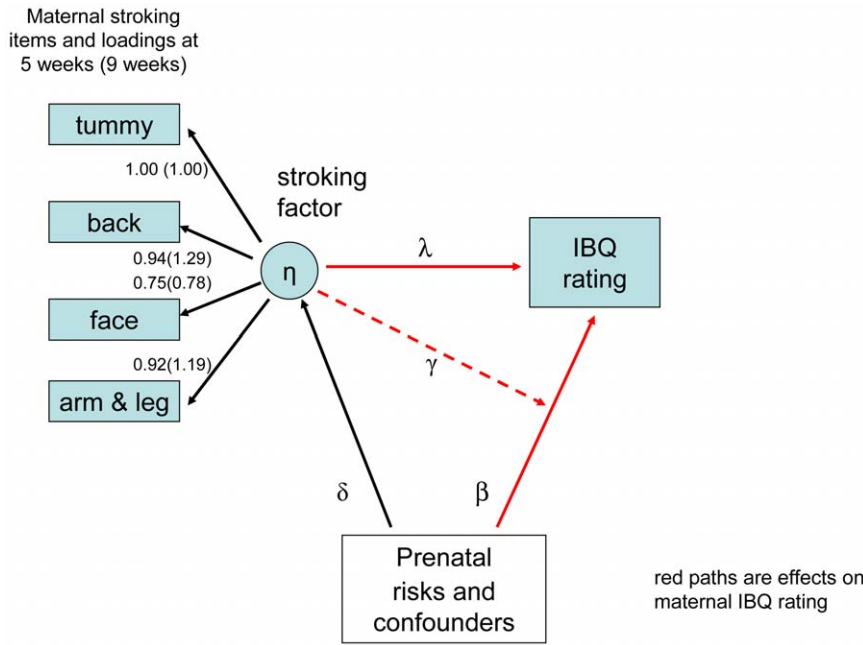 Maternal stroking
items and loadings at
5 weeks (9 weeks)
tummy
1.00 (1.00)
stroking
factor
back
0.94(1.29)
0.75(0.78)
η
λ
IBQ
rating
face
γ
0.92(1.19)
arm & leg
δ
β
Prenatal
risks and
confounders
red paths are effects on
maternal IBQ rating